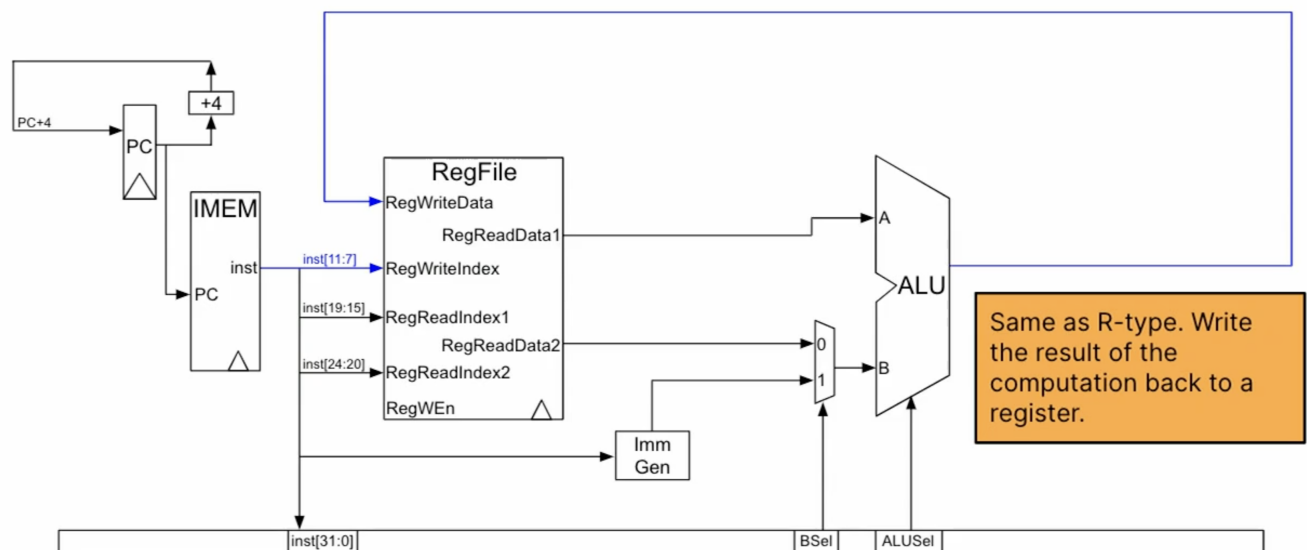 +4
PC+4
PC
IMEM
inst
PC
RegFile
RegWriteData
RegReadData1
inst[11:7]
RegWriteIndex
inst[19:15]
RegReadIndex1
RegReadData2
inst[24:20]
RegReadIndex2
RegWEn
Imm
Gen
0
1
A
ALU
B
Same as R-type. Write
the result of the
computation back to a
register.
inst[31:0]
BSel
ALUSel